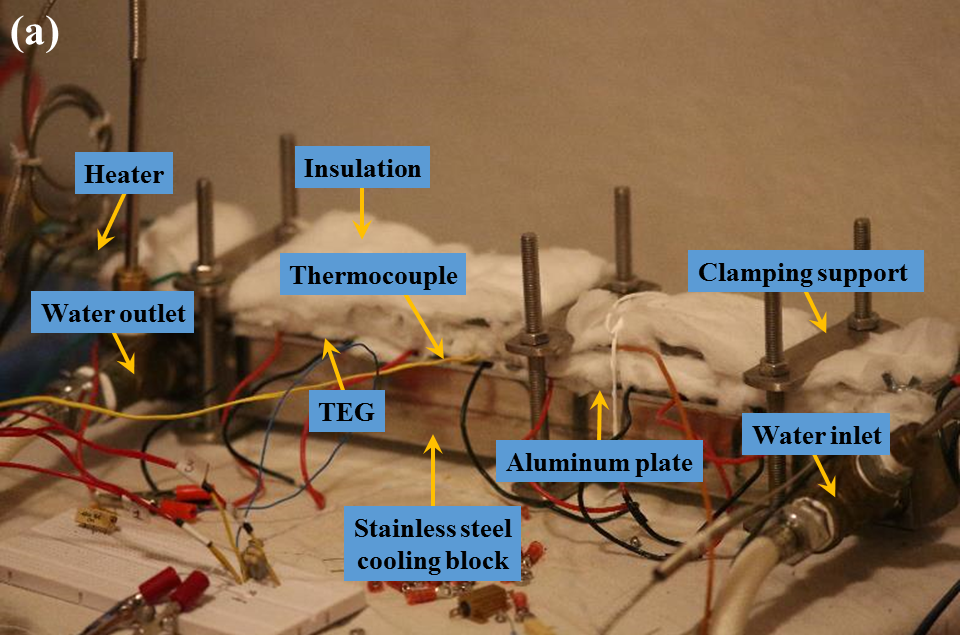 (a)
Heater
Insulation
Thermocouple
Clamping support
Water outlet
TEG
Water inlet
Aluminum plate
Stainless steel
cooling block